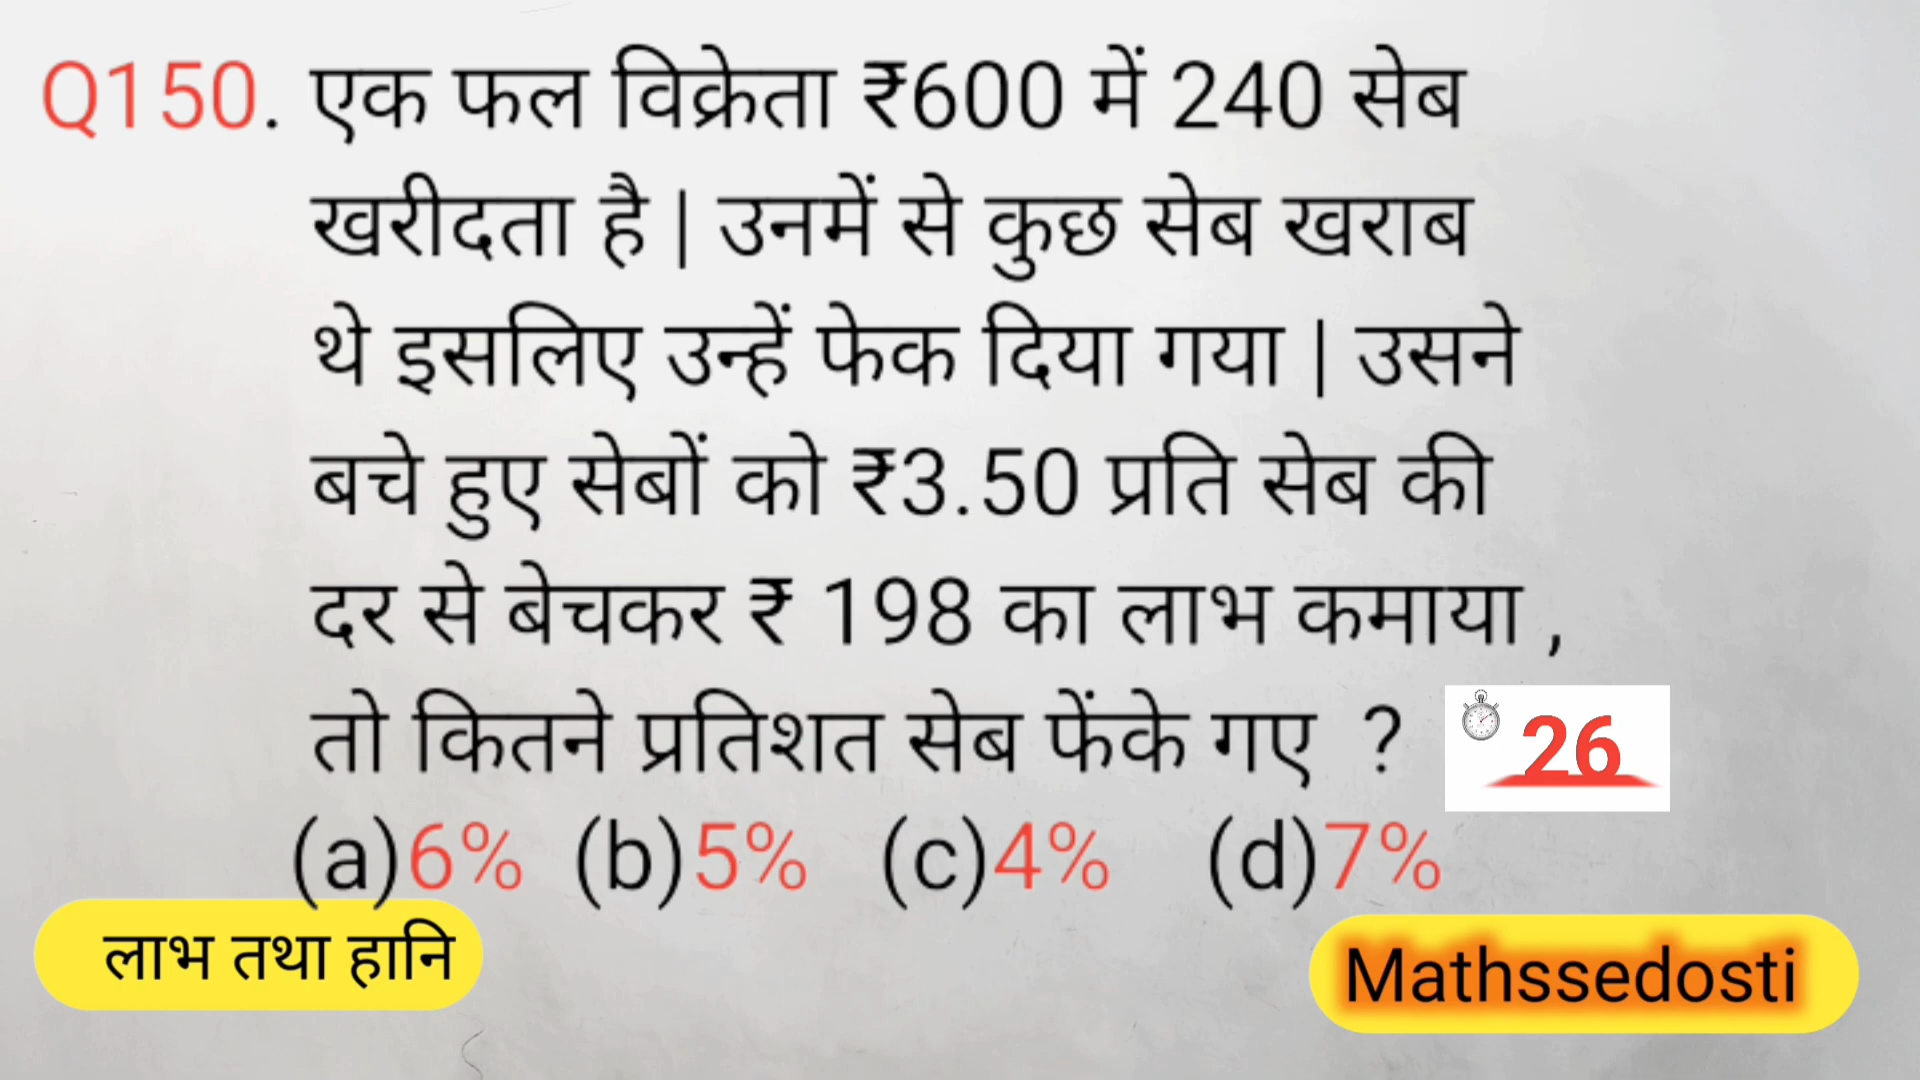 Q150. एक फल विक्रेता ₹600 में 240 सेब
खरीदता है | उनमें से कुछ सेब खराब
थे इसलिए उन्हें फेक दिया गया | उसने
बचे हुए सेबों को ₹3.50 प्रति सेब की
दर से बेचकर ₹ 198 का लाभ कमाया ,
तो कितने प्रतिशत सेब फेंके गए ?
26
(a)6% (b)5% (c)4% (d)7%
लाभ तथा हानि
Mathssedosti